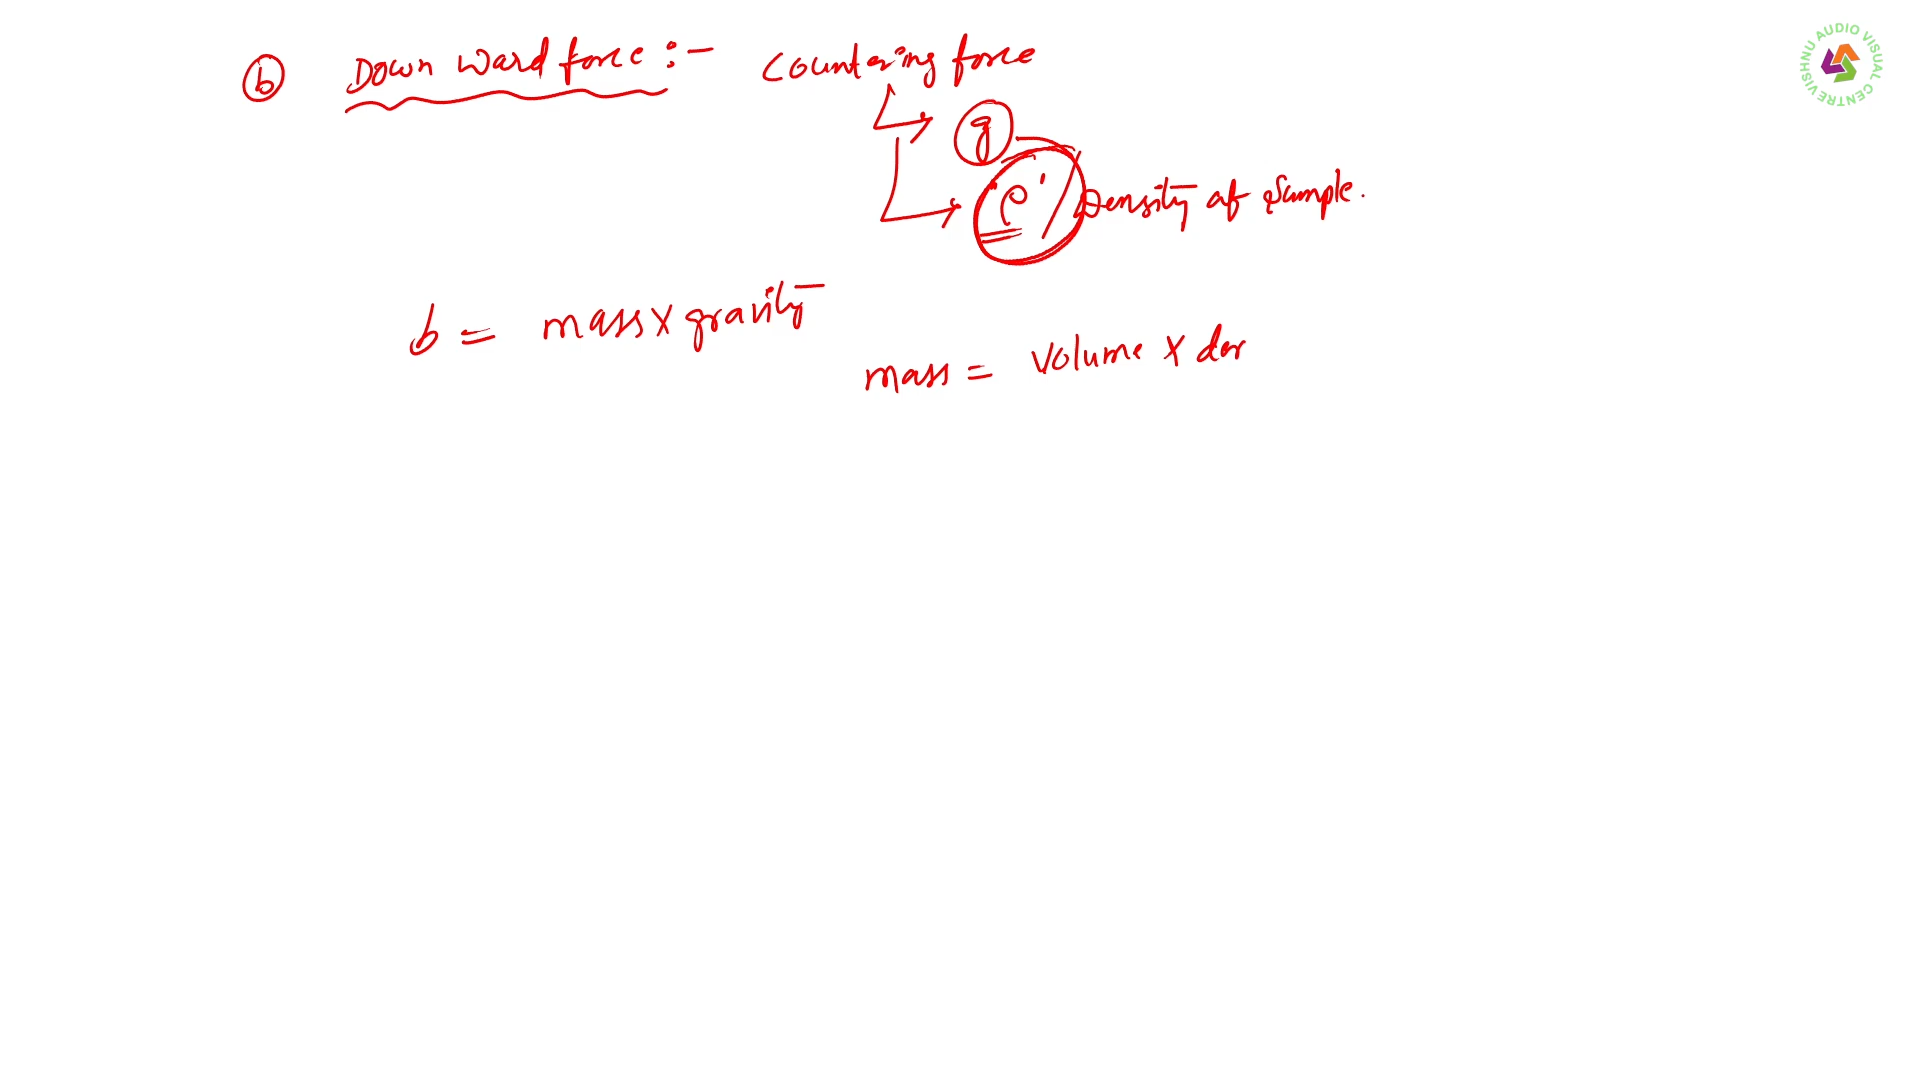 b Down ward force :- Countering force
g
'ρ' Density of Sample.
b = mass x gravity
mass = Volume x den
VISHNU AUDIO VISUAL CENTRE